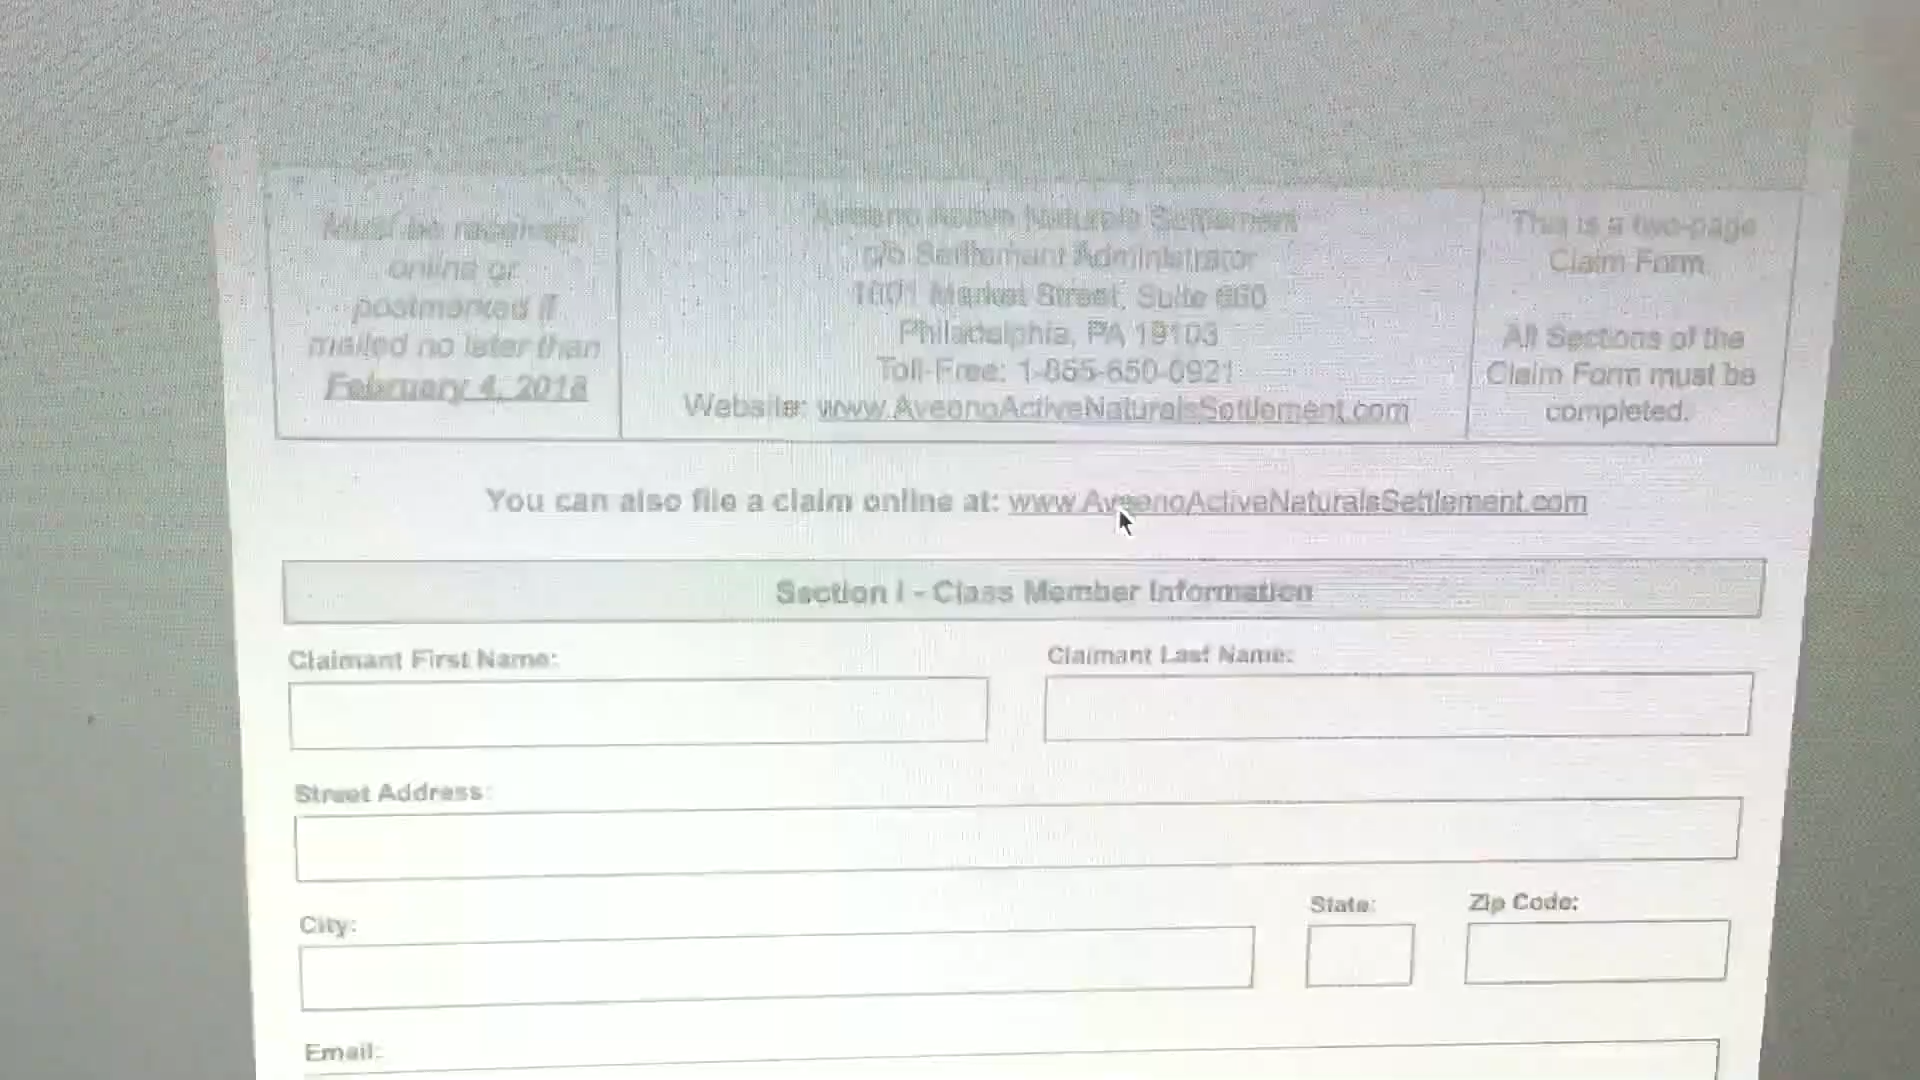 Must be received
online or
postmarked if
mailed no later than
February 4, 2018
Aveeno Active Naturals Settlement
c/o Settlement Administrator
Market Street, Suite 660
Philadelphia, PA 19103
Toll-Free: 1-855-650-0921
Website: www.AveenoActiveNaturalsSettlement.com
This is a two-page
Claim Form
All Sections of the
Claim Form must be
completed.
You can also file a claim online at: www.AveenoActiveNaturalsSettlement.com
Section I - Class Member Information
Claimant First Name:
Claimant Last Name:
Street Address:
City:
State:
Zip Code:
Email: